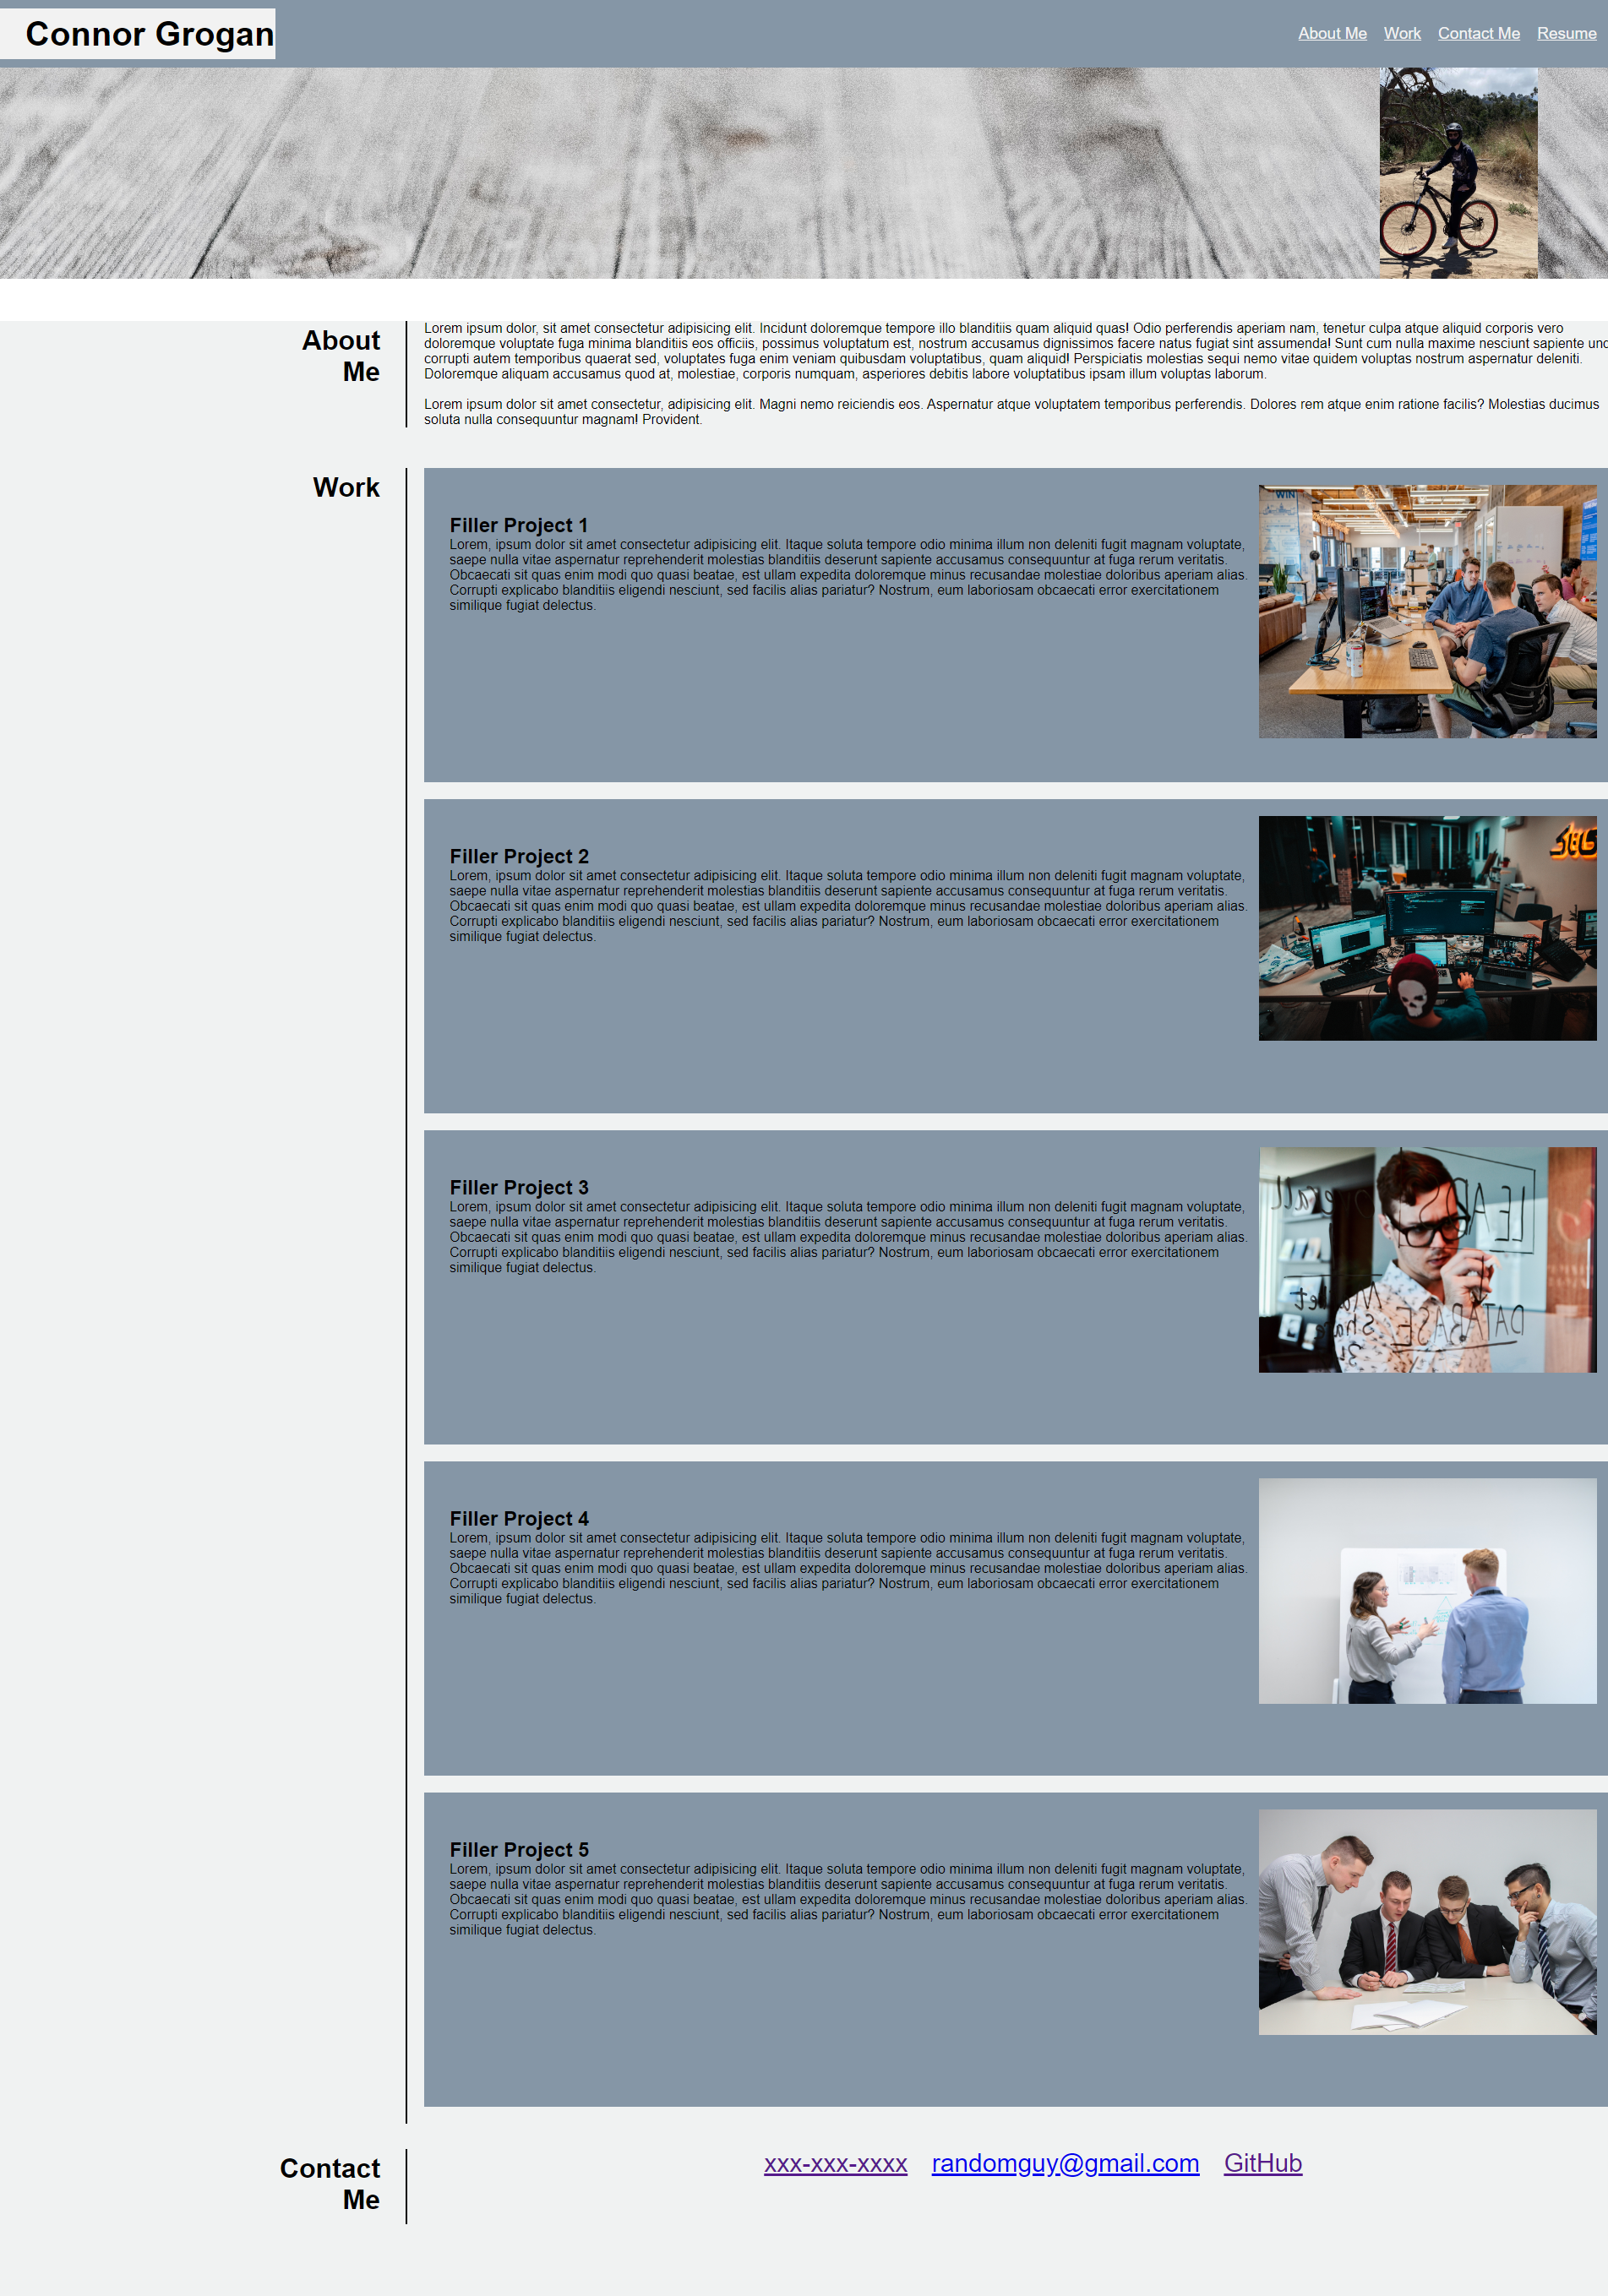 Connor Grogan
About Me Work Contact Me Resume
About
Me
Lorem ipsum dolor, sit amet consectetur adipisicing elit. Incidunt doloremque tempore illo blanditiis quam aliquid quas! Odio perferendis aperiam nam, tenetur culpa atque aliquid corporis vero
doloremque voluptate fuga minima blanditiis eos officiis, possimus voluptatum est, nostrum accusamus dignissimos facere natus fugiat sint assumenda! Sunt cum nulla maxime nesciunt sapiente
corrupti autem temporibus quaerat sed, voluptates fuga enim veniam quibusdam voluptatibus, quam aliquid! Perspiciatis molestias sequi nemo vitae quidem voluptas nostrum aspernatur deleniti.
Doloremque aliquam accusamus quod at, molestiae, corporis numquam, asperiores debitis labore voluptatibus ipsam illum voluptas laborum.
Lorem ipsum dolor sit amet consectetur, adipisicing elit. Magni nemo reiciendis eos. Aspernatur atque voluptatem temporibus perferendis. Dolores rem atque enim ratione facilis? Molestias ducimus
soluta nulla consequuntur magnam! Provident.
Work
Filler Project 1
Lorem, ipsum dolor sit amet consectetur adipisicing elit. Itaque soluta tempore odio minima illum non deleniti fugit magnam voluptate,
saepe nulla vitae aspernatur reprehenderit molestias blanditiis deserunt sapiente accusamus consequuntur at fuga rerum veritatis.
Obcaecati sit quas enim modi quo quasi beatae, est ullam expedita doloremque minus recusandae molestiae doloribus aperiam alias.
Corrupti explicabo blanditiis eligendi nesciunt, sed facilis alias pariatur? Nostrum, eum laboriosam obcaecati error exercitationem
similique fugiat delectus.
WIN
Filler Project 2
Lorem, ipsum dolor sit amet consectetur adipisicing elit. Itaque soluta tempore odio minima illum non deleniti fugit magnam voluptate,
saepe nulla vitae aspernatur reprehenderit molestias blanditiis deserunt sapiente accusamus consequuntur at fuga rerum veritatis.
Obcaecati sit quas enim modi quo quasi beatae, est ullam expedita doloremque minus recusandae molestiae doloribus aperiam alias.
Corrupti explicabo blanditiis eligendi nesciunt, sed facilis alias pariatur? Nostrum, eum laboriosam obcaecati error exercitationem
similique fugiat delectus.
Filler Project 3
Lorem, ipsum dolor sit amet consectetur adipisicing elit. Itaque soluta tempore odio minima illum non deleniti fugit magnam voluptate,
saepe nulla vitae aspernatur reprehenderit molestias blanditiis deserunt sapiente accusamus consequuntur at fuga rerum veritatis.
Obcaecati sit quas enim modi quo quasi beatae, est ullam expedita doloremque minus recusandae molestiae doloribus aperiam alias.
Corrupti explicabo blanditiis eligendi nesciunt, sed facilis alias pariatur? Nostrum, eum laboriosam obcaecati error exercitationem
similique fugiat delectus.
LEAD
DATABASE
Filler Project 4
Lorem, ipsum dolor sit amet consectetur adipisicing elit. Itaque soluta tempore odio minima illum non deleniti fugit magnam voluptate,
saepe nulla vitae aspernatur reprehenderit molestias blanditiis deserunt sapiente accusamus consequuntur at fuga rerum veritatis.
Obcaecati sit quas enim modi quo quasi beatae, est ullam expedita doloremque minus recusandae molestiae doloribus aperiam alias.
Corrupti explicabo blanditiis eligendi nesciunt, sed facilis alias pariatur? Nostrum, eum laboriosam obcaecati error exercitationem
similique fugiat delectus.
Filler Project 5
Lorem, ipsum dolor sit amet consectetur adipisicing elit. Itaque soluta tempore odio minima illum non deleniti fugit magnam voluptate,
saepe nulla vitae aspernatur reprehenderit molestias blanditiis deserunt sapiente accusamus consequuntur at fuga rerum veritatis.
Obcaecati sit quas enim modi quo quasi beatae, est ullam expedita doloremque minus recusandae molestiae doloribus aperiam alias.
Corrupti explicabo blanditiis eligendi nesciunt, sed facilis alias pariatur? Nostrum, eum laboriosam obcaecati error exercitationem
similique fugiat delectus.
Contact
Me
xxx-xxx-xxxx randomguy@gmail.com GitHub